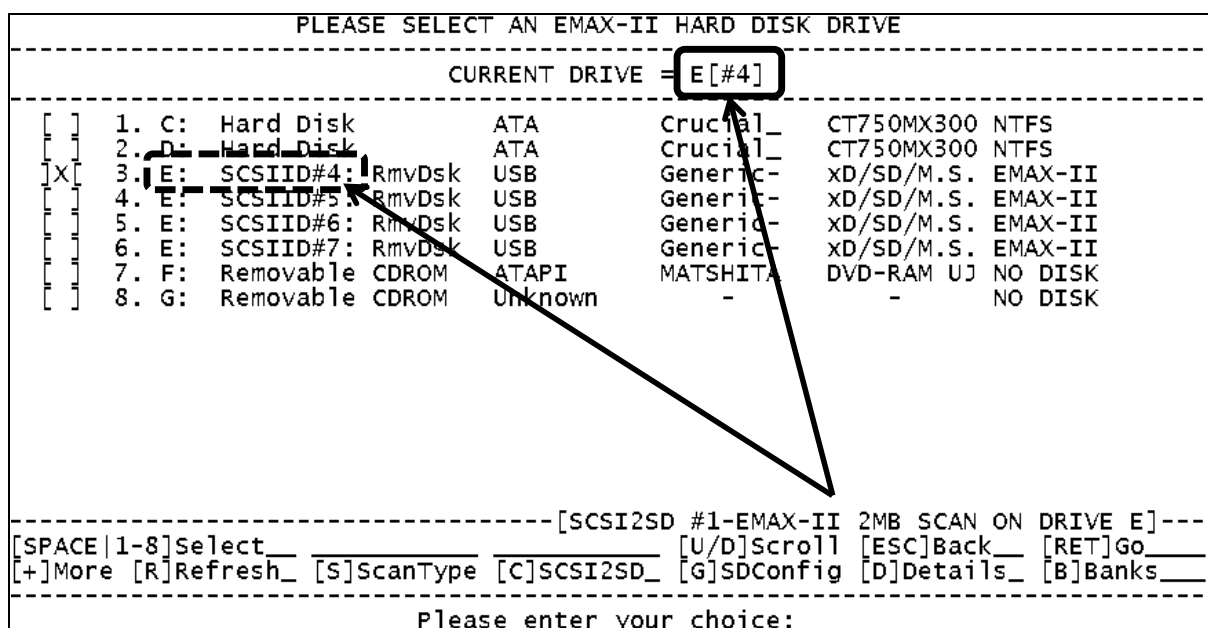 PLEASE SELECT AN EMAX-II HARD DISK DRIVE
CURRENT DRIVE = E[#4]
[ ] 1. C: Hard Disk ATA Crucial_ CT750MX300 NTFS
[ ] 2. D: Hard Disk ATA Crucial_ CT750MX300 NTFS
]X[ 3. E: SCSIID#4: RmvDsk USB Generic- xD/SD/M.S. EMAX-II
[ ] 4. E: SCSIID#5: RmvDsk USB Generic- xD/SD/M.S. EMAX-II
[ ] 5. E: SCSIID#6: RmvDsk USB Generic- xD/SD/M.S. EMAX-II
[ ] 6. E: SCSIID#7: RmvDsk USB Generic- xD/SD/M.S. EMAX-II
[ ] 7. F: Removable CDROM ATAPI MATSHITA DVD-RAM UJ NO DISK
[ ] 8. G: Removable CDROM Unknown - - NO DISK
[SCSI2SD #1-EMAX-II 2MB SCAN ON DRIVE E]---
[SPACE|1-8]Select__ ___________ ___________ [U/D]Scroll [ESC]Back__ [RET]Go____
[+]More [R]Refresh_ [S]ScanType [C]SCSI2SD_ [G]SDConfig [D]Details_ [B]Banks___
Please enter your choice: